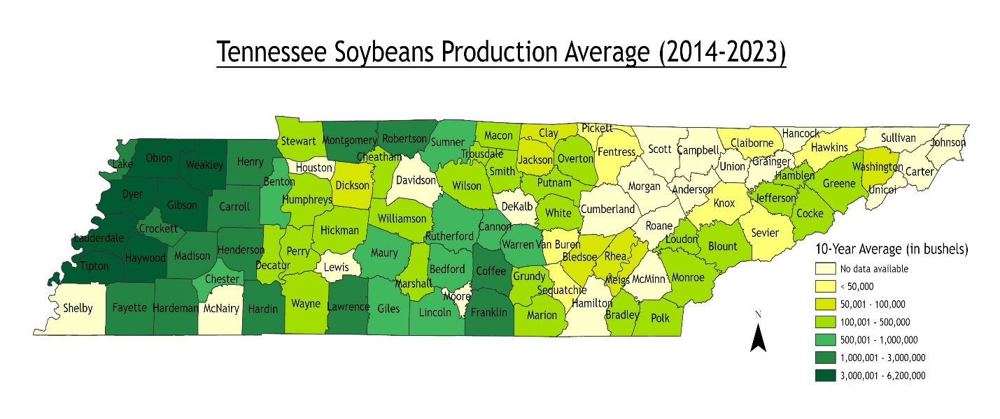 Tennessee Soybeans Production Average (2014-2023)
Stewart
Montgomery
Robertson
Sumner
Macon
Clay
Pickett
Fentress
Scott
Campbell
Claiborne
Hancock
Hawkins
Sullivan
Johnson
Lake
Obion
Weakley
Henry
Houston
Cheatham
Trousdale
Jackson
Overton
Union
Grainger
Hamblen
Washington
Carter
Unicoi
Greene
Benton
Dickson
Davidson
Wilson
Smith
Putnam
Morgan
Anderson
Dyer
Gibson
Carroll
Humphreys
Williamson
DeKalb
White
Cumberland
Knox
Jefferson
Cocke
Lauderdale
Crockett
Hickman
Rutherford
Cannon
Roane
Loudon
Blount
Sevier
Tipton
Haywood
Madison
Henderson
Decatur
Perry
Lewis
Maury
Bedford
Coffee
Warren
Van Buren
Bledsoe
Rhea
Meigs
McMinn
Monroe
Chester
Marshall
Moore
Grundy
Sequatchie
Hamilton
Shelby
Fayette
Hardeman
McNairy
Hardin
Wayne
Lawrence
Giles
Lincoln
Franklin
Marion
Bradley
Polk
N
10-Year Average (in bushels)
No data available
< 50,000
50,001 - 100,000
100,001 - 500,000
500,001 - 1,000,000
1,000,001 - 3,000,000
3,000,001 - 6,200,000